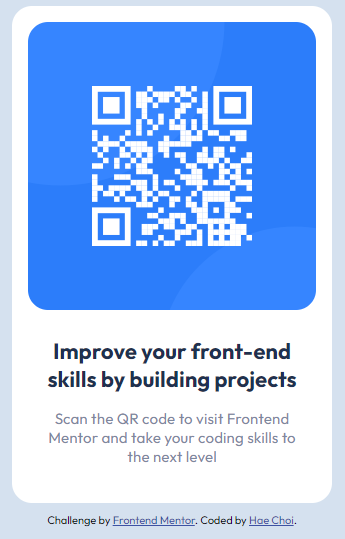 Improve your front-end
skills by building projects
Scan the QR code to visit Frontend
Mentor and take your coding skills to
the next level
Challenge by Frontend Mentor. Coded by Hae Choi.